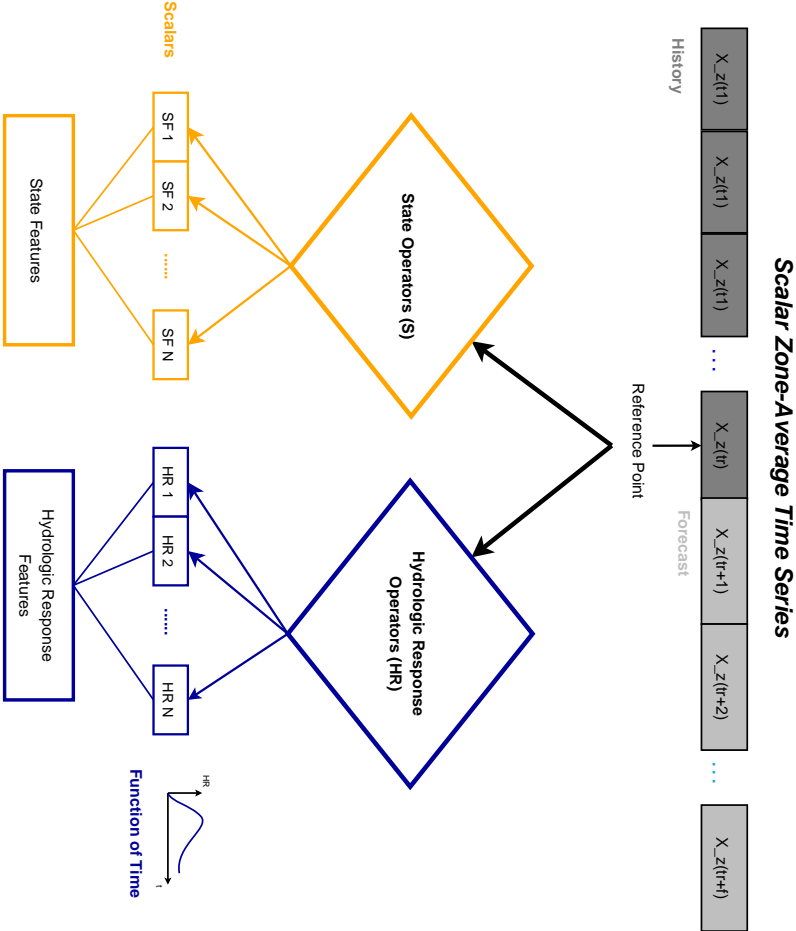 Scalar Zone-Average Time Series
X_z(t1)
X_z(t1)
X_z(t1)
...
X_z(tr)
X_z(tr+1)
X_z(tr+2)
...
X_z(tr+f)
History
Forecast
Reference Point
State Operators (S)
Hydrologic Response
Operators (HR)
Scalars
SF 1
SF 2
......
SF N
HR 1
HR 2
......
HR N
HR
t
Function of Time
State Features
Hydrologic Response
Features